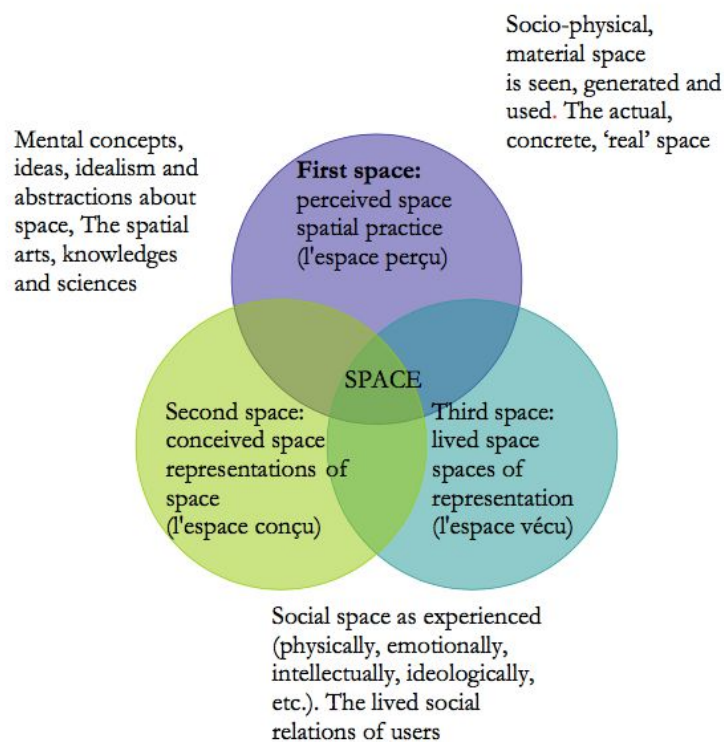 Socio-physical,
material space
is seen, generated and
used. The actual,
concrete, ‘real’ space
Mental concepts,
ideas, idealism and
abstractions about
space, The spatial
arts, knowledges
and sciences
First space:
perceived space
spatial practice
(l'espace perçu)
SPACE
Second space:
conceived space
representations of
space
(l'espace conçu)
Third space:
lived space
spaces of
representation
(l'espace vécu)
Social space as experienced
(physically, emotionally,
intellectually, ideologically,
etc.). The lived social
relations of users